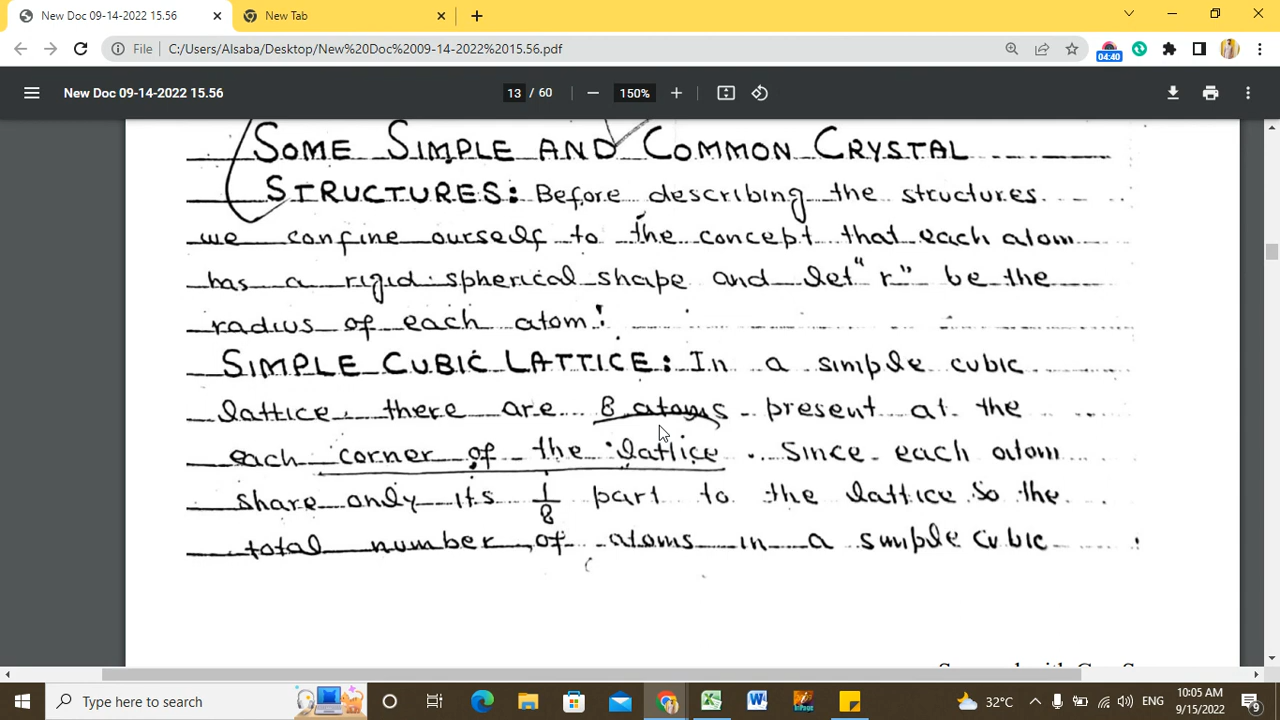 New Doc 09-14-2022 15.56
New Tab
File
C:/Users/Alsaba/Desktop/New%20Doc%2009-14-2022%2015.56.pdf
04:40
New Doc 09-14-2022 15.56
13 / 60
150%
SOME SIMPLE AND COMMON CRYSTAL
STRUCTURES: Before describing the structures
we confine ourself to the concept that each atom
has a rigid spherical shape and let "r" be the
radius of each atom.
SIMPLE CUBIC LATTICE: In a simple cubic
lattice there are 8 atoms present at the
each corner of the lattice. Since each atom
share only its 1/8 part to the lattice so the
total number of atoms in a simple cubic
Type here to search
32°C
ENG
10:05 AM
9/15/2022
9